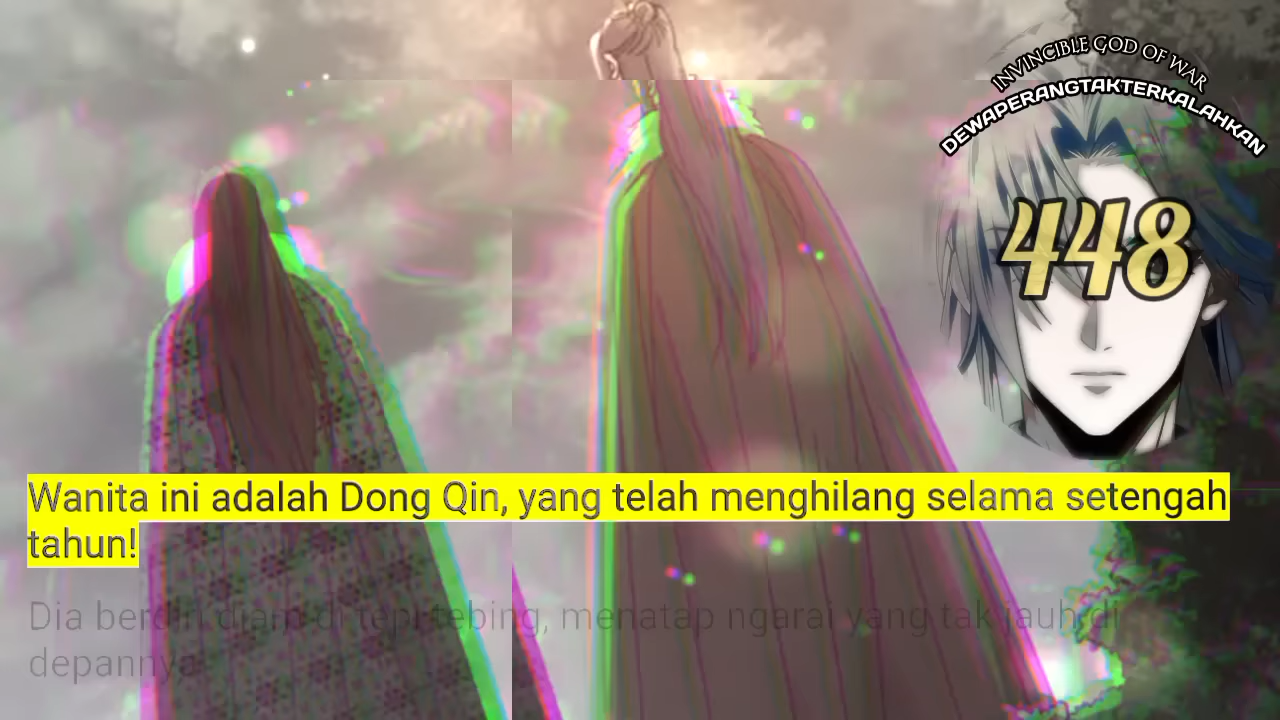 INVINCIBLE GOD OF WAR
DEWAPERANGTAKTERKALAHKAN
448
Wanita ini adalah Dong Qin, yang telah menghilang selama setengah
tahun!
Dia berdiri diam di tepi tebing, menatap ngarai yang tak jauh di
depannya